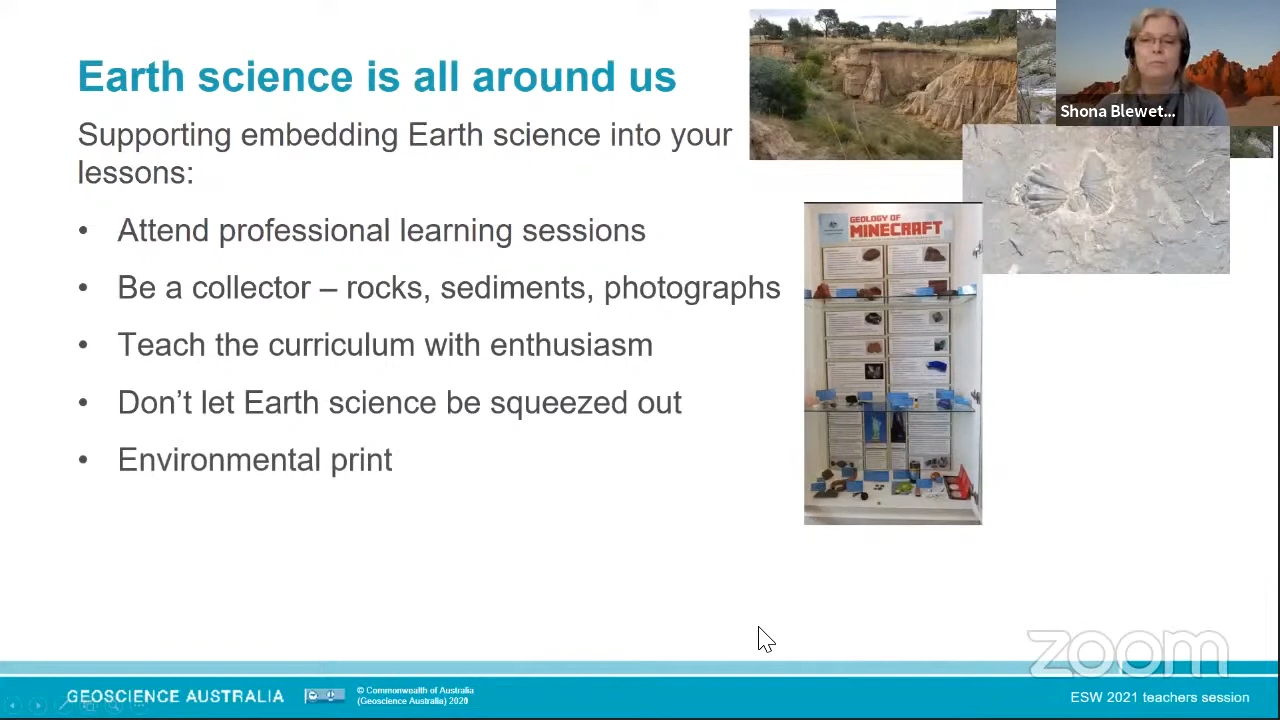 Earth science is all around us
Supporting embedding Earth science into your
lessons:
• Attend professional learning sessions
• Be a collector – rocks, sediments, photographs
• Teach the curriculum with enthusiasm
• Don't let Earth science be squeezed out
• Environmental print
Shona Blewet...
GEOLOGY OF
MINECRAFT
zoom
GEOSCIENCE AUSTRALIA
© Commonwealth of Australia
(Geoscience Australia) 2020
ESW 2021 teachers session